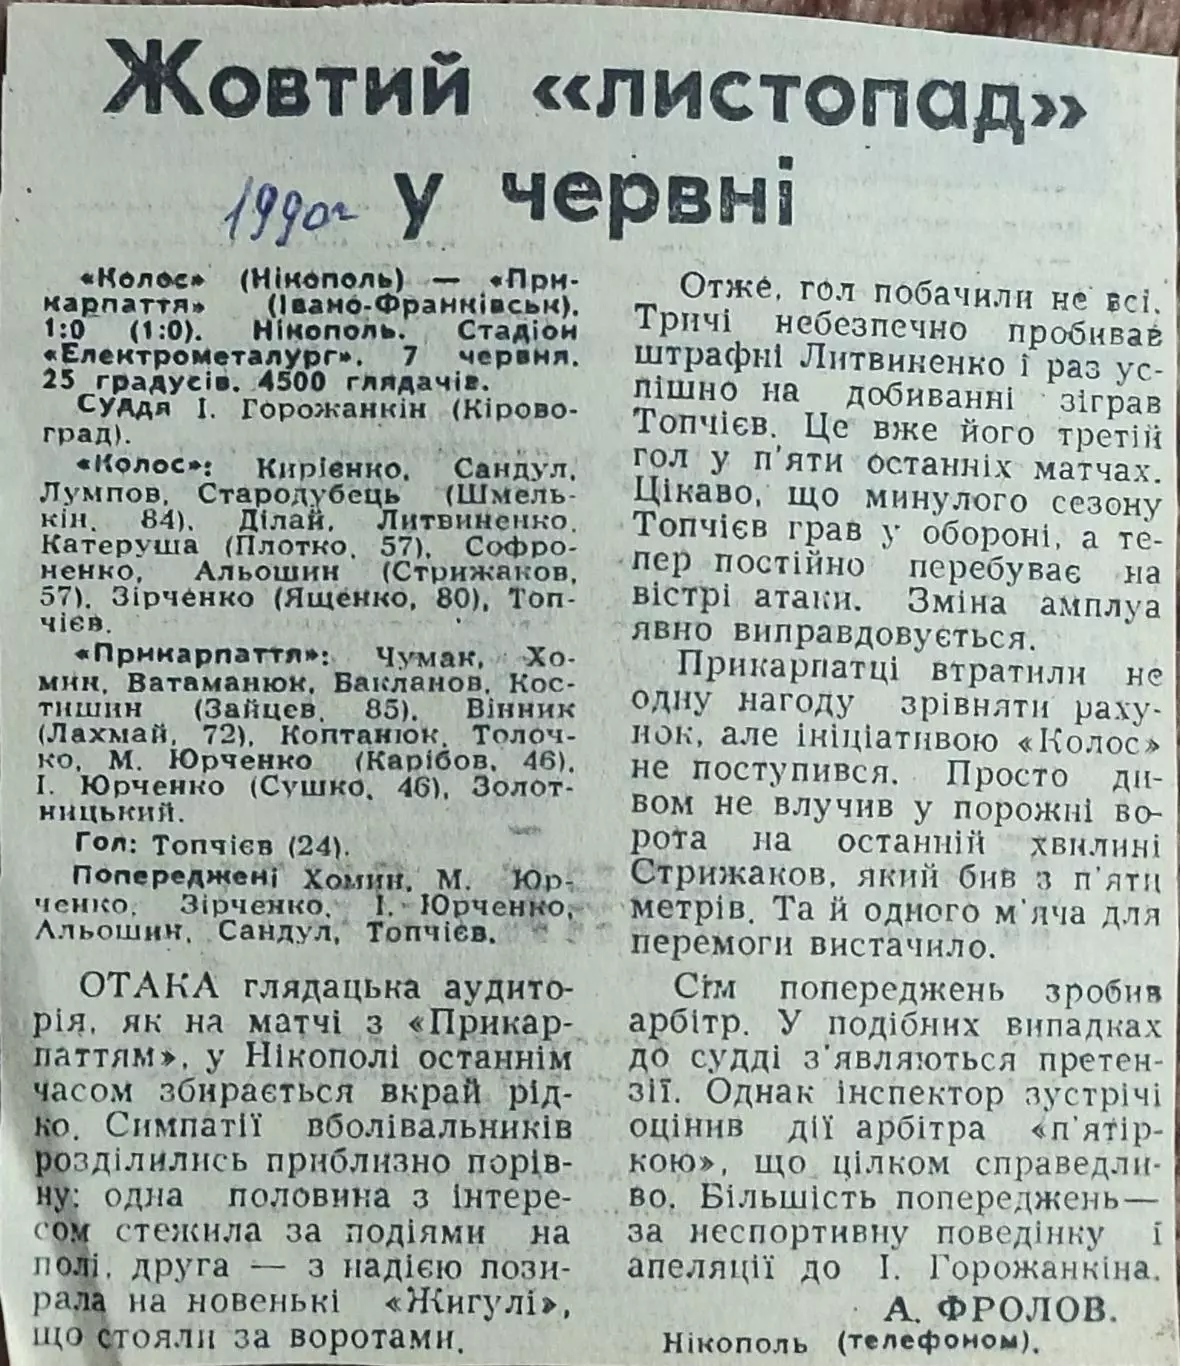 Жовтий «листопад»
у червні
1990г
«Колос» (Нікополь) — «При-
карпаття» (Івано-Франківськ).
1:0 (1:0). Нікополь. Стадіон
«Електрометалург». 7 червня.
25 градусів. 4500 глядачів.
Суддя І. Горожанкін (Кірово-
град).
«Колос»: Кирієнко, Сандул,
Лумпов, Стародубець (Шмель-
кін, 84), Ділай, Литвиненко,
Катеруша (Плотко, 57), Софро-
ненко, Альошин (Стрижаков,
57), Зірченко (Ященко, 80), Топ-
чієв.
«Прикарпаття»: Чумак, Хо-
мин, Ватаманюк, Бакланов, Кос-
тишин (Зайцев, 85), Вінник
(Лахмай, 72), Коптанюк, Толоч-
ко, М. Юрченко (Карібов, 46),
І. Юрченко (Сушко, 46), Золот-
ницький.
Гол: Топчієв (24).
Попереджені Хомин, М. Юр-
ченко, Зірченко, І. Юрченко,
Альошин, Сандул, Топчієв.
ОТАКА глядацька аудито-
рія, як на матчі з «Прикар-
паттям», у Нікополі останнім
часом збирається вкрай рід-
ко. Симпатії вболівальників
розділились приблизно порів-
ну: одна половина з інтере-
сом стежила за подіями на
полі, друга — з надією пози-
рала на новенькі «Жигулі»,
що стояли за воротами.
Отже, гол побачили не всі.
Тричі небезпечно пробивав
штрафні Литвиненко і раз ус-
пішно на добиванні зіграв
Топчієв. Це вже його третій
гол у п'яти останніх матчах.
Цікаво, що минулого сезону
Топчієв грав у обороні, а те-
пер постійно перебуває на
вістрі атаки. Зміна амплуа
явно виправдовується.
Прикарпатці втратили не
одну нагоду зрівняти раху-
нок, але ініціативою «Колос»
не поступився. Просто ди-
вом не влучив у порожні во-
рота на останній хвилині
Стрижаков, який бив з п'яти
метрів. Та й одного м'яча для
перемоги вистачило.
Сім попереджень зробив
арбітр. У подібних випадках
до судді з'являються претен-
зії. Однак інспектор зустрічі
оцінив дії арбітра «п'ятір-
кою», що цілком справедли-
во. Більшість попереджень—
за неспортивну поведінку і
апеляції до І. Горожанкіна.
А. ФРОЛОВ.
Нікополь (телефоном).